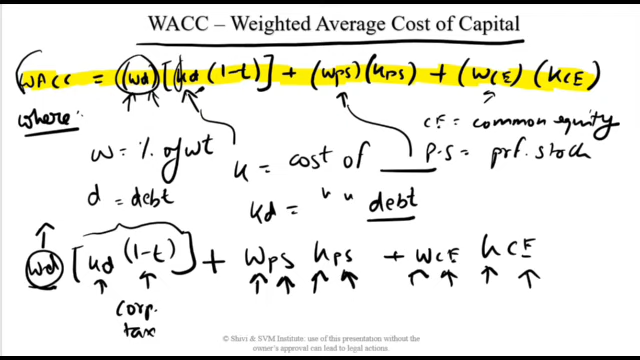 WACC – Weighted Average Cost of Capital
WACC = (Wd) [kd (1-t)] + (WPS) (kPS) + (WCE) (kCE)
where:
CE = common equity
W = % of wt
k = cost of ___
P.S = prf. stock
d = debt
kd = " " debt
Wd [kd (1-t)] + WPS kPS + WCE kCE
corp.
tax
© Shivi & SVM Institute: use of this presentation without the
owner's approval can lead to legal actions.